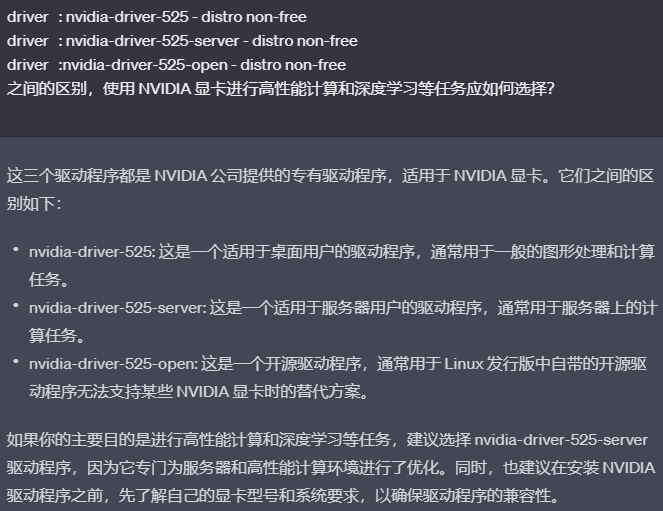 driver : nvidia-driver-525 - distro non-free
driver : nvidia-driver-525-server - distro non-free
driver :nvidia-driver-525-open - distro non-free
之间的区别，使用 NVIDIA 显卡进行高性能计算和深度学习等任务应如何选择？
这三个驱动程序都是 NVIDIA 公司提供的专有驱动程序，适用于 NVIDIA 显卡。它们之间的区
别如下：
• nvidia-driver-525: 这是一个适用于桌面用户的驱动程序，通常用于一般的图形处理和计算
任务。
• nvidia-driver-525-server: 这是一个适用于服务器用户的驱动程序，通常用于服务器上的计
算任务。
• nvidia-driver-525-open: 这是一个开源驱动程序，通常用于 Linux 发行版中自带的开源驱
动程序无法支持某些 NVIDIA 显卡时的替代方案。
如果你的主要目的是进行高性能计算和深度学习等任务，建议选择 nvidia-driver-525-server
驱动程序，因为它专门为服务器和高性能计算环境进行了优化。同时，也建议在安装 NVIDIA
驱动程序之前，先了解自己的显卡型号和系统要求，以确保驱动程序的兼容性。